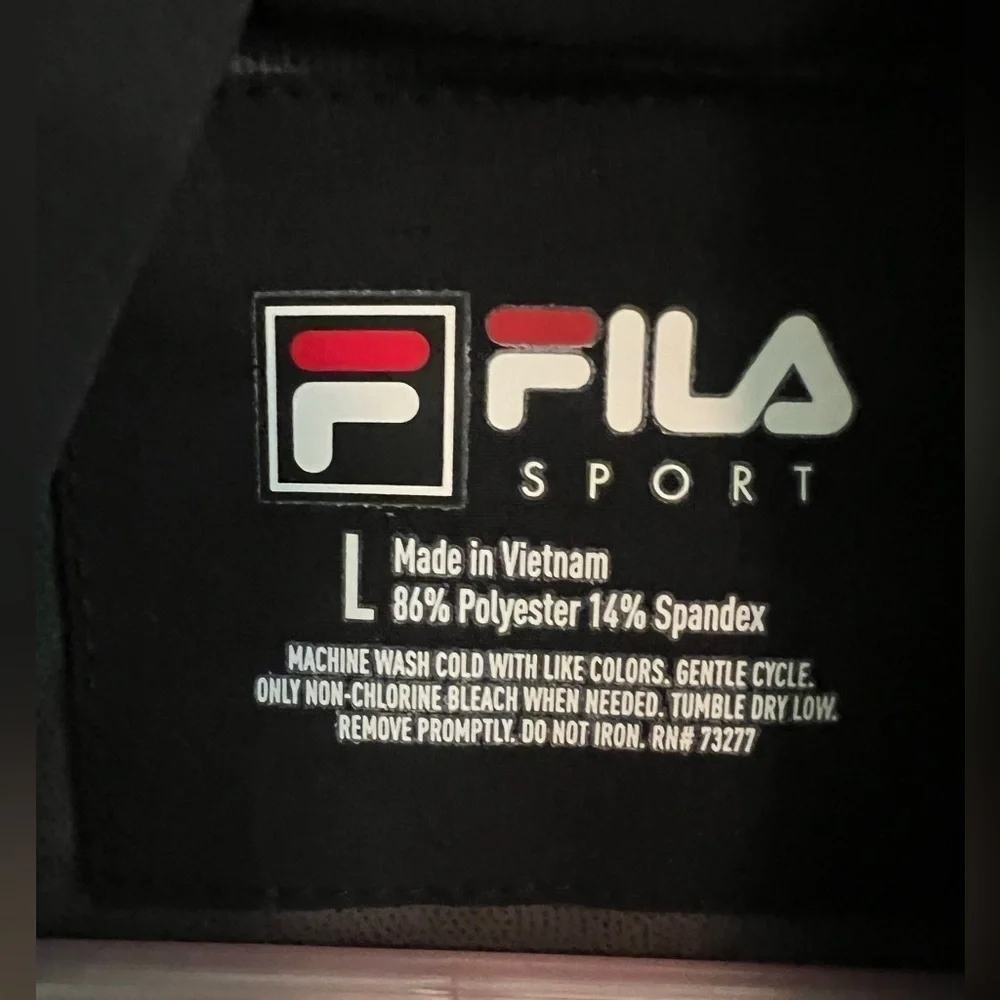 F FILA
SPORT
L Made in Vietnam
86% Polyester 14% Spandex
MACHINE WASH COLD WITH LIKE COLORS. GENTLE CYCLE.
ONLY NON-CHLORINE BLEACH WHEN NEEDED. TUMBLE DRY LOW.
REMOVE PROMPTLY. DO NOT IRON. RN# 73277